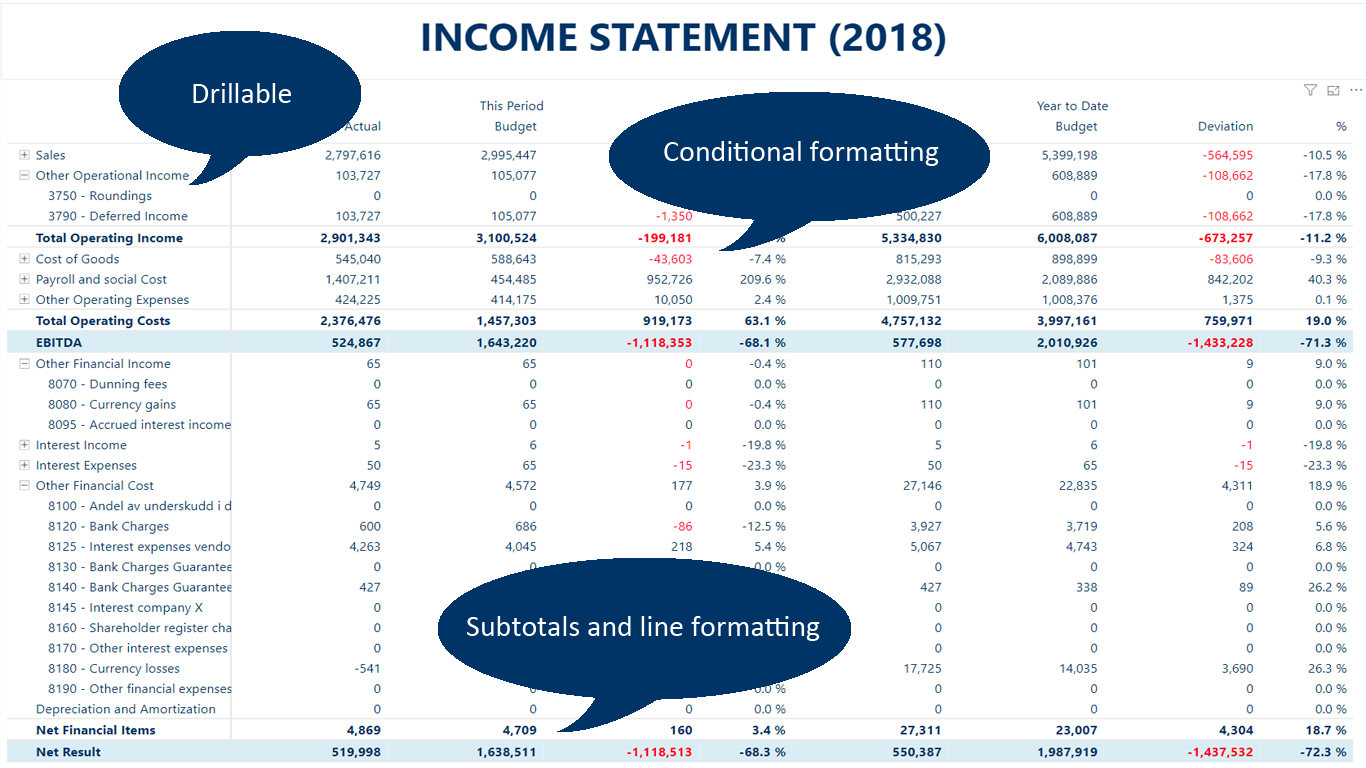 INCOME STATEMENT (2018)
Drillable
This Period Year to Date
Actual Budget Budget Deviation %
Conditional formatting
Sales 2,797,616 2,995,447 5,399,198 -564,595 -10.5 %
Other Operational Income 103,727 105,077 608,889 -108,662 -17.8 %
3750 - Roundings 0 0 0 0 0.0 %
3790 - Deferred Income 103,727 105,077 -1,350 500,227 608,889 -108,662 -17.8 %
Total Operating Income 2,901,343 3,100,524 -199,181 % 5,334,830 6,008,087 -673,257 -11.2 %
Cost of Goods 545,040 588,643 -43,603 -7.4 % 815,293 898,899 -83,606 -9.3 %
Payroll and social Cost 1,407,211 454,485 952,726 209.6 % 2,932,088 2,089,886 842,202 40.3 %
Other Operating Expenses 424,225 414,175 10,050 2.4 % 1,009,751 1,008,376 1,375 0.1 %
Total Operating Costs 2,376,476 1,457,303 919,173 63.1 % 4,757,132 3,997,161 759,971 19.0 %
EBITDA 524,867 1,643,220 -1,118,353 -68.1 % 577,698 2,010,926 -1,433,228 -71.3 %
Other Financial Income 65 65 0 -0.4 % 110 101 9 9.0 %
8070 - Dunning fees 0 0 0 0.0 % 0 0 0 0.0 %
8080 - Currency gains 65 65 0 -0.4 % 110 101 9 9.0 %
8095 - Accrued interest income 0 0 0 0.0 % 0 0 0 0.0 %
Interest Income 5 6 -1 -19.8 % 5 6 -1 -19.8 %
Interest Expenses 50 65 -15 -23.3 % 50 65 -15 -23.3 %
Other Financial Cost 4,749 4,572 177 3.9 % 27,146 22,835 4,311 18.9 %
8100 - Andel av underskudd i d 0 0 0 0.0 % 0 0 0 0.0 %
8120 - Bank Charges 600 686 -86 -12.5 % 3,927 3,719 208 5.6 %
8125 - Interest expenses vendo 4,263 4,045 218 5.4 % 5,067 4,743 324 6.8 %
8130 - Bank Charges Guarantee 0 0 0.0 % 0 0 0 0.0 %
8140 - Bank Charges Guarantee 427 427 338 89 26.2 %
8145 - Interest company X 0 0 0 0 0.0 %
8160 - Shareholder register cha 0 0 0 0 0.0 %
Subtotals and line formatting
8170 - Other interest expenses 0 0 0 0 0.0 %
8180 - Currency losses -541 17,725 14,035 3,690 26.3 %
8190 - Other financial expenses 0 0 0.0 % 0 0 0 0.0 %
Depreciation and Amortization 0 0 0 0.0 % 0 0 0 0.0 %
Net Financial Items 4,869 4,709 160 3.4 % 27,311 23,007 4,304 18.7 %
Net Result 519,998 1,638,511 -1,118,513 -68.3 % 550,387 1,987,919 -1,437,532 -72.3 %